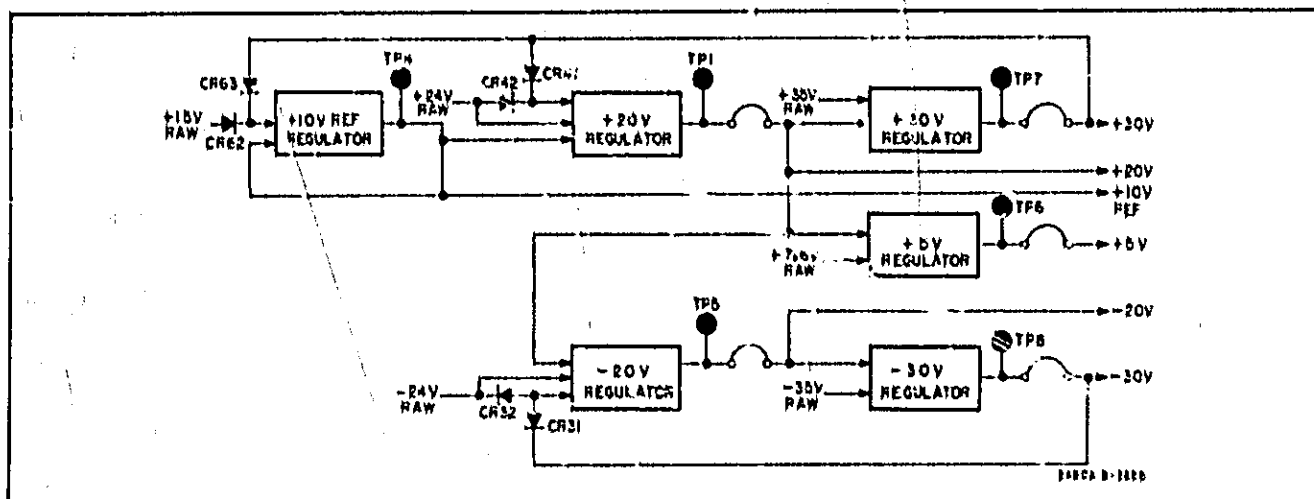 TP4
TP1
TP7
CR63
CR41
CR42
+24V
RAW
+35V
RAW
+15V
RAW
CR62
+10V REF
REGULATOR
+20V
REGULATOR
+30V
REGULATOR
+30V
+20V
+10V
REF
TP6
+5V
REGULATOR
+5V
RAW
TP5
-20V
-20V
REGULATOR
TP8
-30V
REGULATOR
-30V
-24V
RAW
CR32
CR31
-35V
RAW